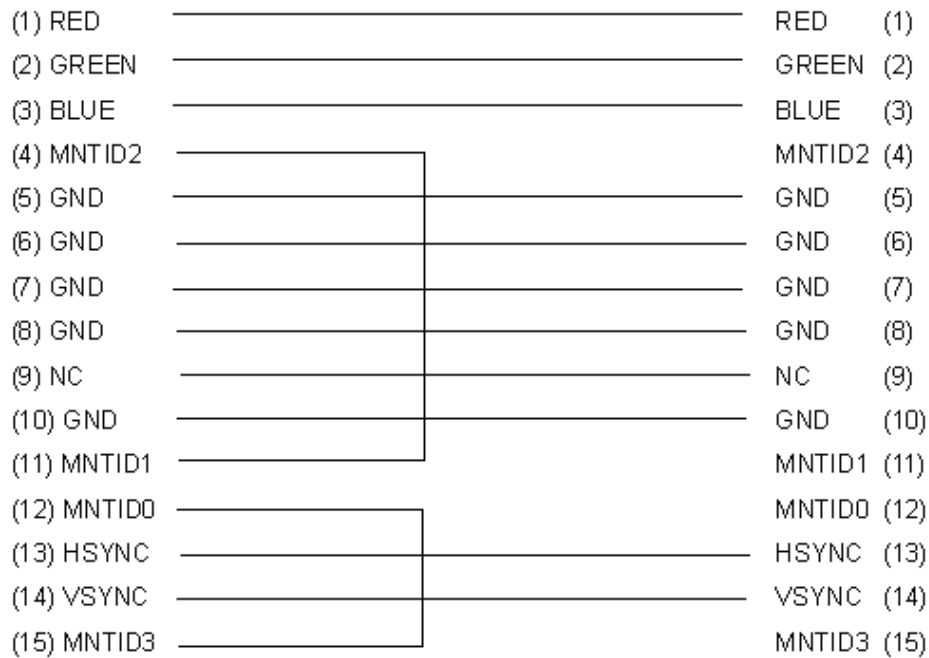 (1) RED RED (1)
(2) GREEN GREEN (2)
(3) BLUE BLUE (3)
(4) MNTID2 MNTID2 (4)
(5) GND GND (5)
(6) GND GND (6)
(7) GND GND (7)
(8) GND GND (8)
(9) NC NC (9)
(10) GND GND (10)
(11) MNTID1 MNTID1 (11)
(12) MNTID0 MNTID0 (12)
(13) HSYNC HSYNC (13)
(14) VSYNC VSYNC (14)
(15) MNTID3 MNTID3 (15)